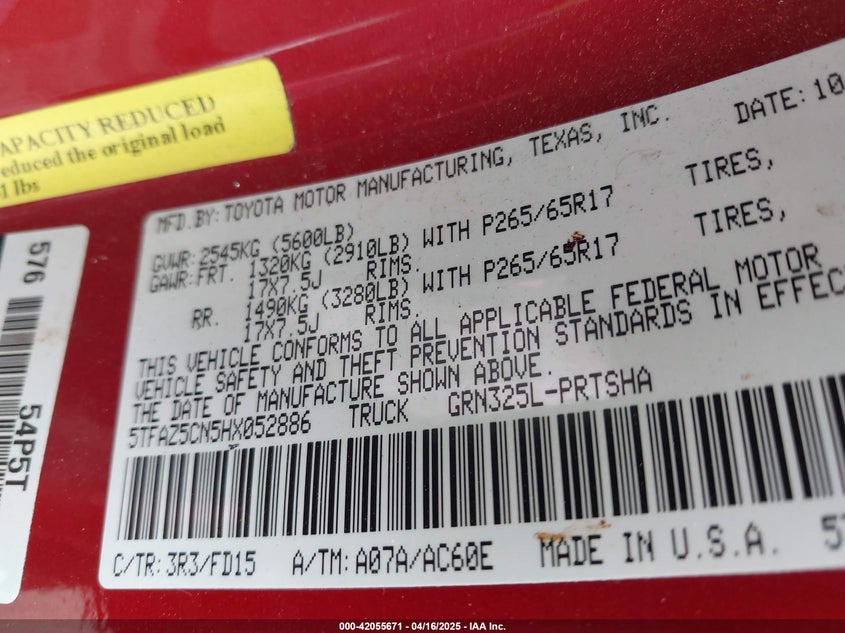 APACITY REDUCED
educed the original load
1 lbs
576
54P5T
MFD.BY: TOYOTA MOTOR MANUFACTURING, TEXAS, INC. DATE: 10
GVWR: 2545KG (5600LB)
GAWR: FRT. 1320KG (2910LB) WITH P265/65R17 TIRES,
17X7.5J RIMS.
RR. 1490KG (3280LB) WITH P265/65R17 TIRES,
17X7.5J RIMS.
THIS VEHICLE CONFORMS TO ALL APPLICABLE FEDERAL MOTOR
VEHICLE SAFETY AND THEFT PREVENTION STANDARDS IN EFFEC
THE DATE OF MANUFACTURE SHOWN ABOVE.
5TFAZ5CN5HX052886 TRUCK GRN325L-PRTSHA
C/TR: 3R3/FD15 A/TM: A07A/AC60E MADE IN U.S.A.
000-42055671 - 04/16/2025 - IAA Inc.